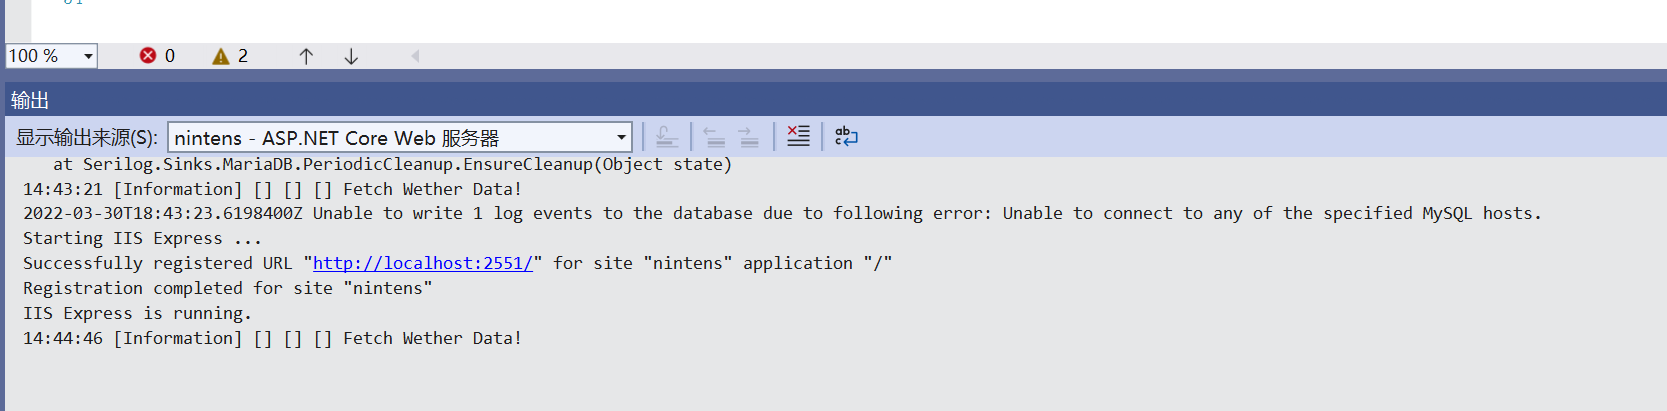 100 %
0
2
输出
显示输出来源(S):
nintens - ASP.NET Core Web 服务器
at Serilog.Sinks.MariaDB.PeriodicCleanup.EnsureCleanup(Object state)
14:43:21 [Information] [] [] [] Fetch Wether Data!
2022-03-30T18:43:23.6198400Z Unable to write 1 log events to the database due to following error: Unable to connect to any of the specified MySQL hosts.
Starting IIS Express ...
Successfully registered URL "http://localhost:2551/" for site "nintens" application "/"
Registration completed for site "nintens"
IIS Express is running.
14:44:46 [Information] [] [] [] Fetch Wether Data!